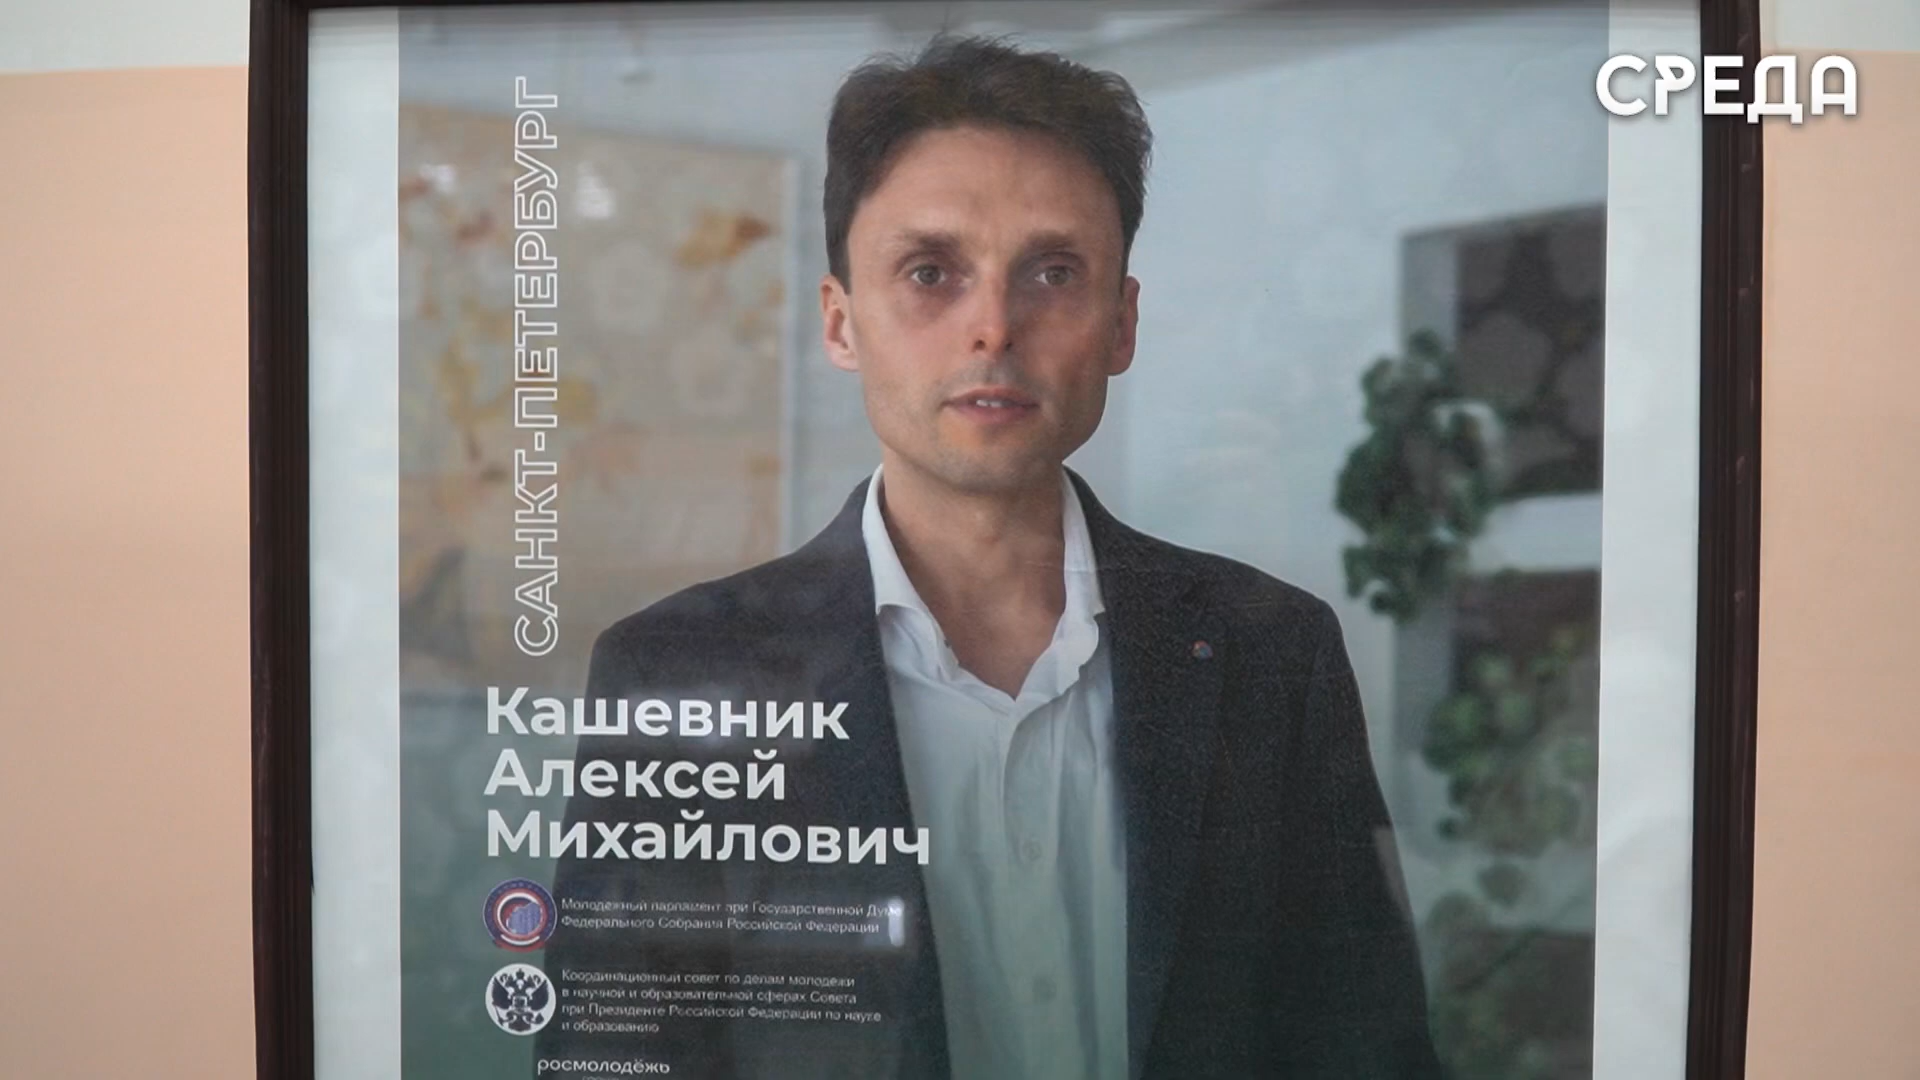 СРЕДА
САНКТ-ПЕТЕРБУРГ
Кашевник
Алексей
Михайлович
Молодежный парламент при Государственной Думе
Федерального Собрания Российской Федерации
Координационный совет по делам молодежи
в научной и образовательной сферах Совета
при Президенте Российской Федерации по науке
и образованию
росмолодёжь